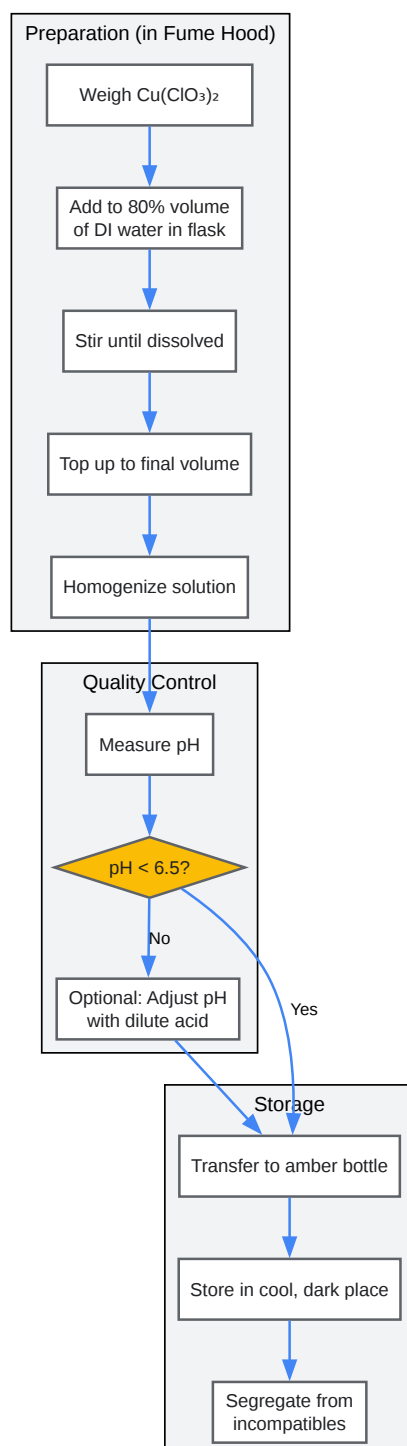 Preparation (in Fume Hood)
Weigh Cu(ClO₃)₂
Add to 80% volume
of DI water in flask
Stir until dissolved
Top up to final volume
Homogenize solution
Quality Control
Measure pH
pH < 6.5?
No
Optional: Adjust pH
with dilute acid
Yes
Storage
Transfer to amber bottle
Store in cool, dark place
Segregate from
incompatibles